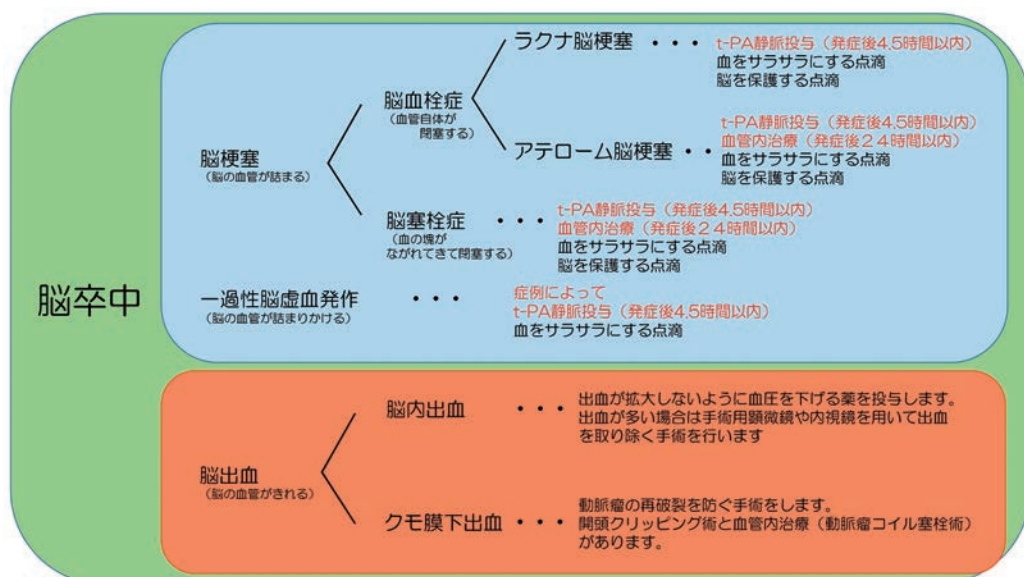 脳卒中
脳梗塞
(脳の血管が詰まる)
脳血栓症
(血管自体が
閉塞する)
ラクナ脳梗塞 ・・・
t-PA静脈投与(発症後4.5時間以内)
血をサラサラにする点滴
脳を保護する点滴
アテローム脳梗塞 ・・
t-PA静脈投与(発症後4,5時間以内)
血管内治療(発症後24時間以内)
血をサラサラにする点滴
脳を保護する点滴
脳塞栓症 ・・・
(血の塊が
ながれてきて閉塞する)
t-PA静脈投与(発症後4,5時間以内)
血管内治療(発症後24時間以内)
血をサラサラにする点滴
脳を保護する点滴
一過性脳虚血発作 ・・・
(脳の血管が詰まりかける)
症例によって
t-PA静脈投与(発症後4,5時間以内)
血をサラサラにする点滴
脳出血
(脳の血管がきれる)
脳内出血 ・・・
出血が拡大しないように血圧を下げる薬を投与します。
出血が多い場合は手術用顕微鏡や内視鏡を用いて出血
を取り除く手術を行います
クモ膜下出血 ・・・
動脈瘤の再破裂を防ぐ手術をします。
開頭クリッピング術と血管内治療(動脈瘤コイル塞栓術)
があります。